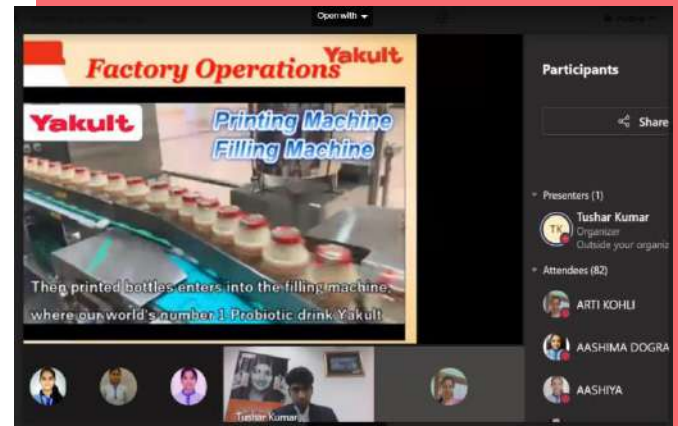 Open with
Factory Operations
Yakult
Yakult
Printing Machine
Filling Machine
Then printed bottles enters into the filling machine,
where our world's number 1 Probiotic drink Yakult
Participants
Share
Presenters (1)
TK
Tushar Kumar
Organizer
Outside your organiz
Attendees (82)
ARTI KOHLI
AASHIMA DOGRA
AASHIYA
Tushar Kumar